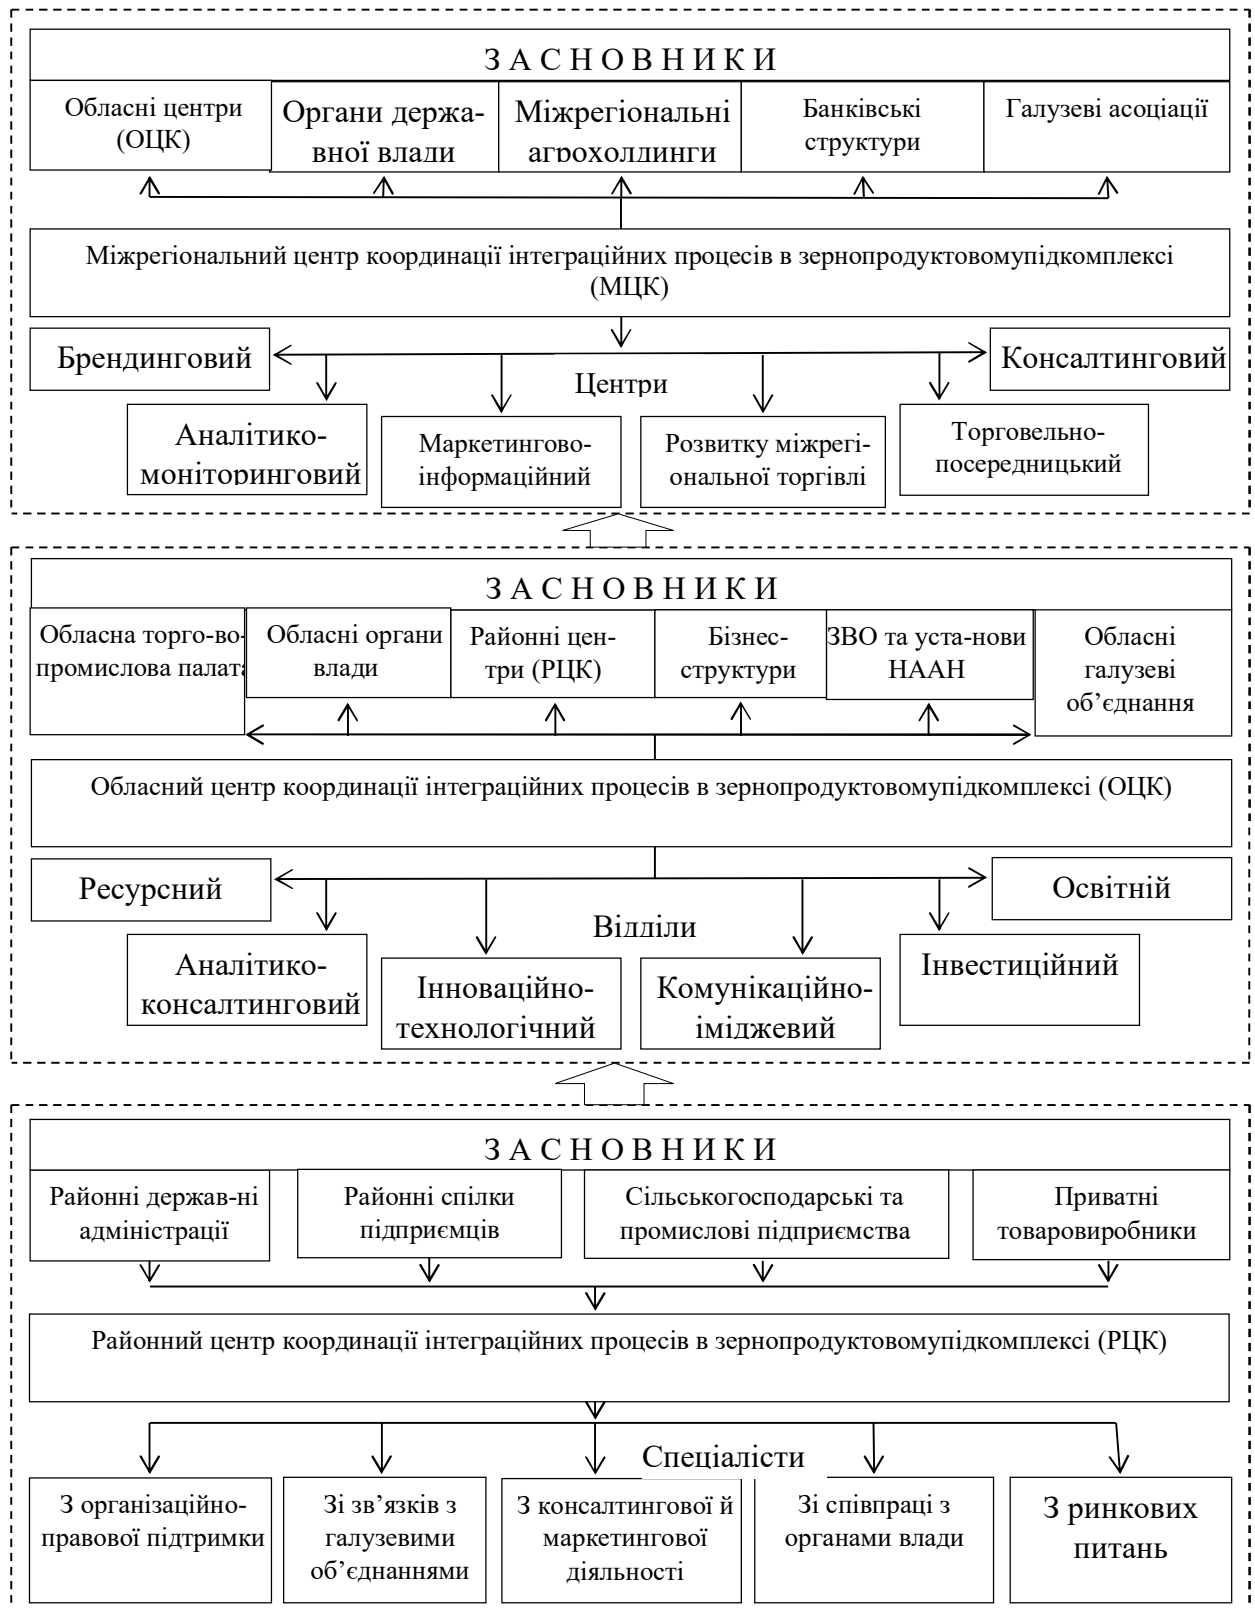 З А С Н О В Н И К И
Обласні центри
(ОЦК)
Органи держа-
вної влади
Міжрегіональні
агрохолдинги
Банківські
структури
Галузеві асоціації
Міжрегіональний центр координації інтеграційних процесів в зернопродуктовомупідкомплексі
(МЦК)
Брендинговий
Консалтинговий
Центри
Аналітико-
моніторинговий
Маркетингово-
інформаційний
Розвитку міжрегі-
ональної торгівлі
Торговельно-
посередницький
З А С Н О В Н И К И
Обласна торго-во-
промислова палата
Обласні органи
влади
Районні цен-
три (РЦК)
Бізнес-
структури
ЗВО та уста-нови
НААН
Обласні
галузеві
об’єднання
Обласний центр координації інтеграційних процесів в зернопродуктовомупідкомплексі (ОЦК)
Ресурсний
Освітній
Відділи
Аналітико-
консалтинговий
Інноваційно-
технологічний
Комунікаційно-
іміджевий
Інвестиційний
З А С Н О В Н И К И
Районні держав-ні
адміністрації
Районні спілки
підприємців
Сільськогосподарські та
промислові підприємства
Приватні
товаровиробники
Районний центр координації інтеграційних процесів в зернопродуктовомупідкомплексі (РЦК)
Спеціалісти
З організаційно-
правової підтримки
Зі зв’язків з
галузевими
об’єднаннями
З консалтингової й
маркетингової
діяльності
Зі співпраці з
органами влади
З ринкових
питань